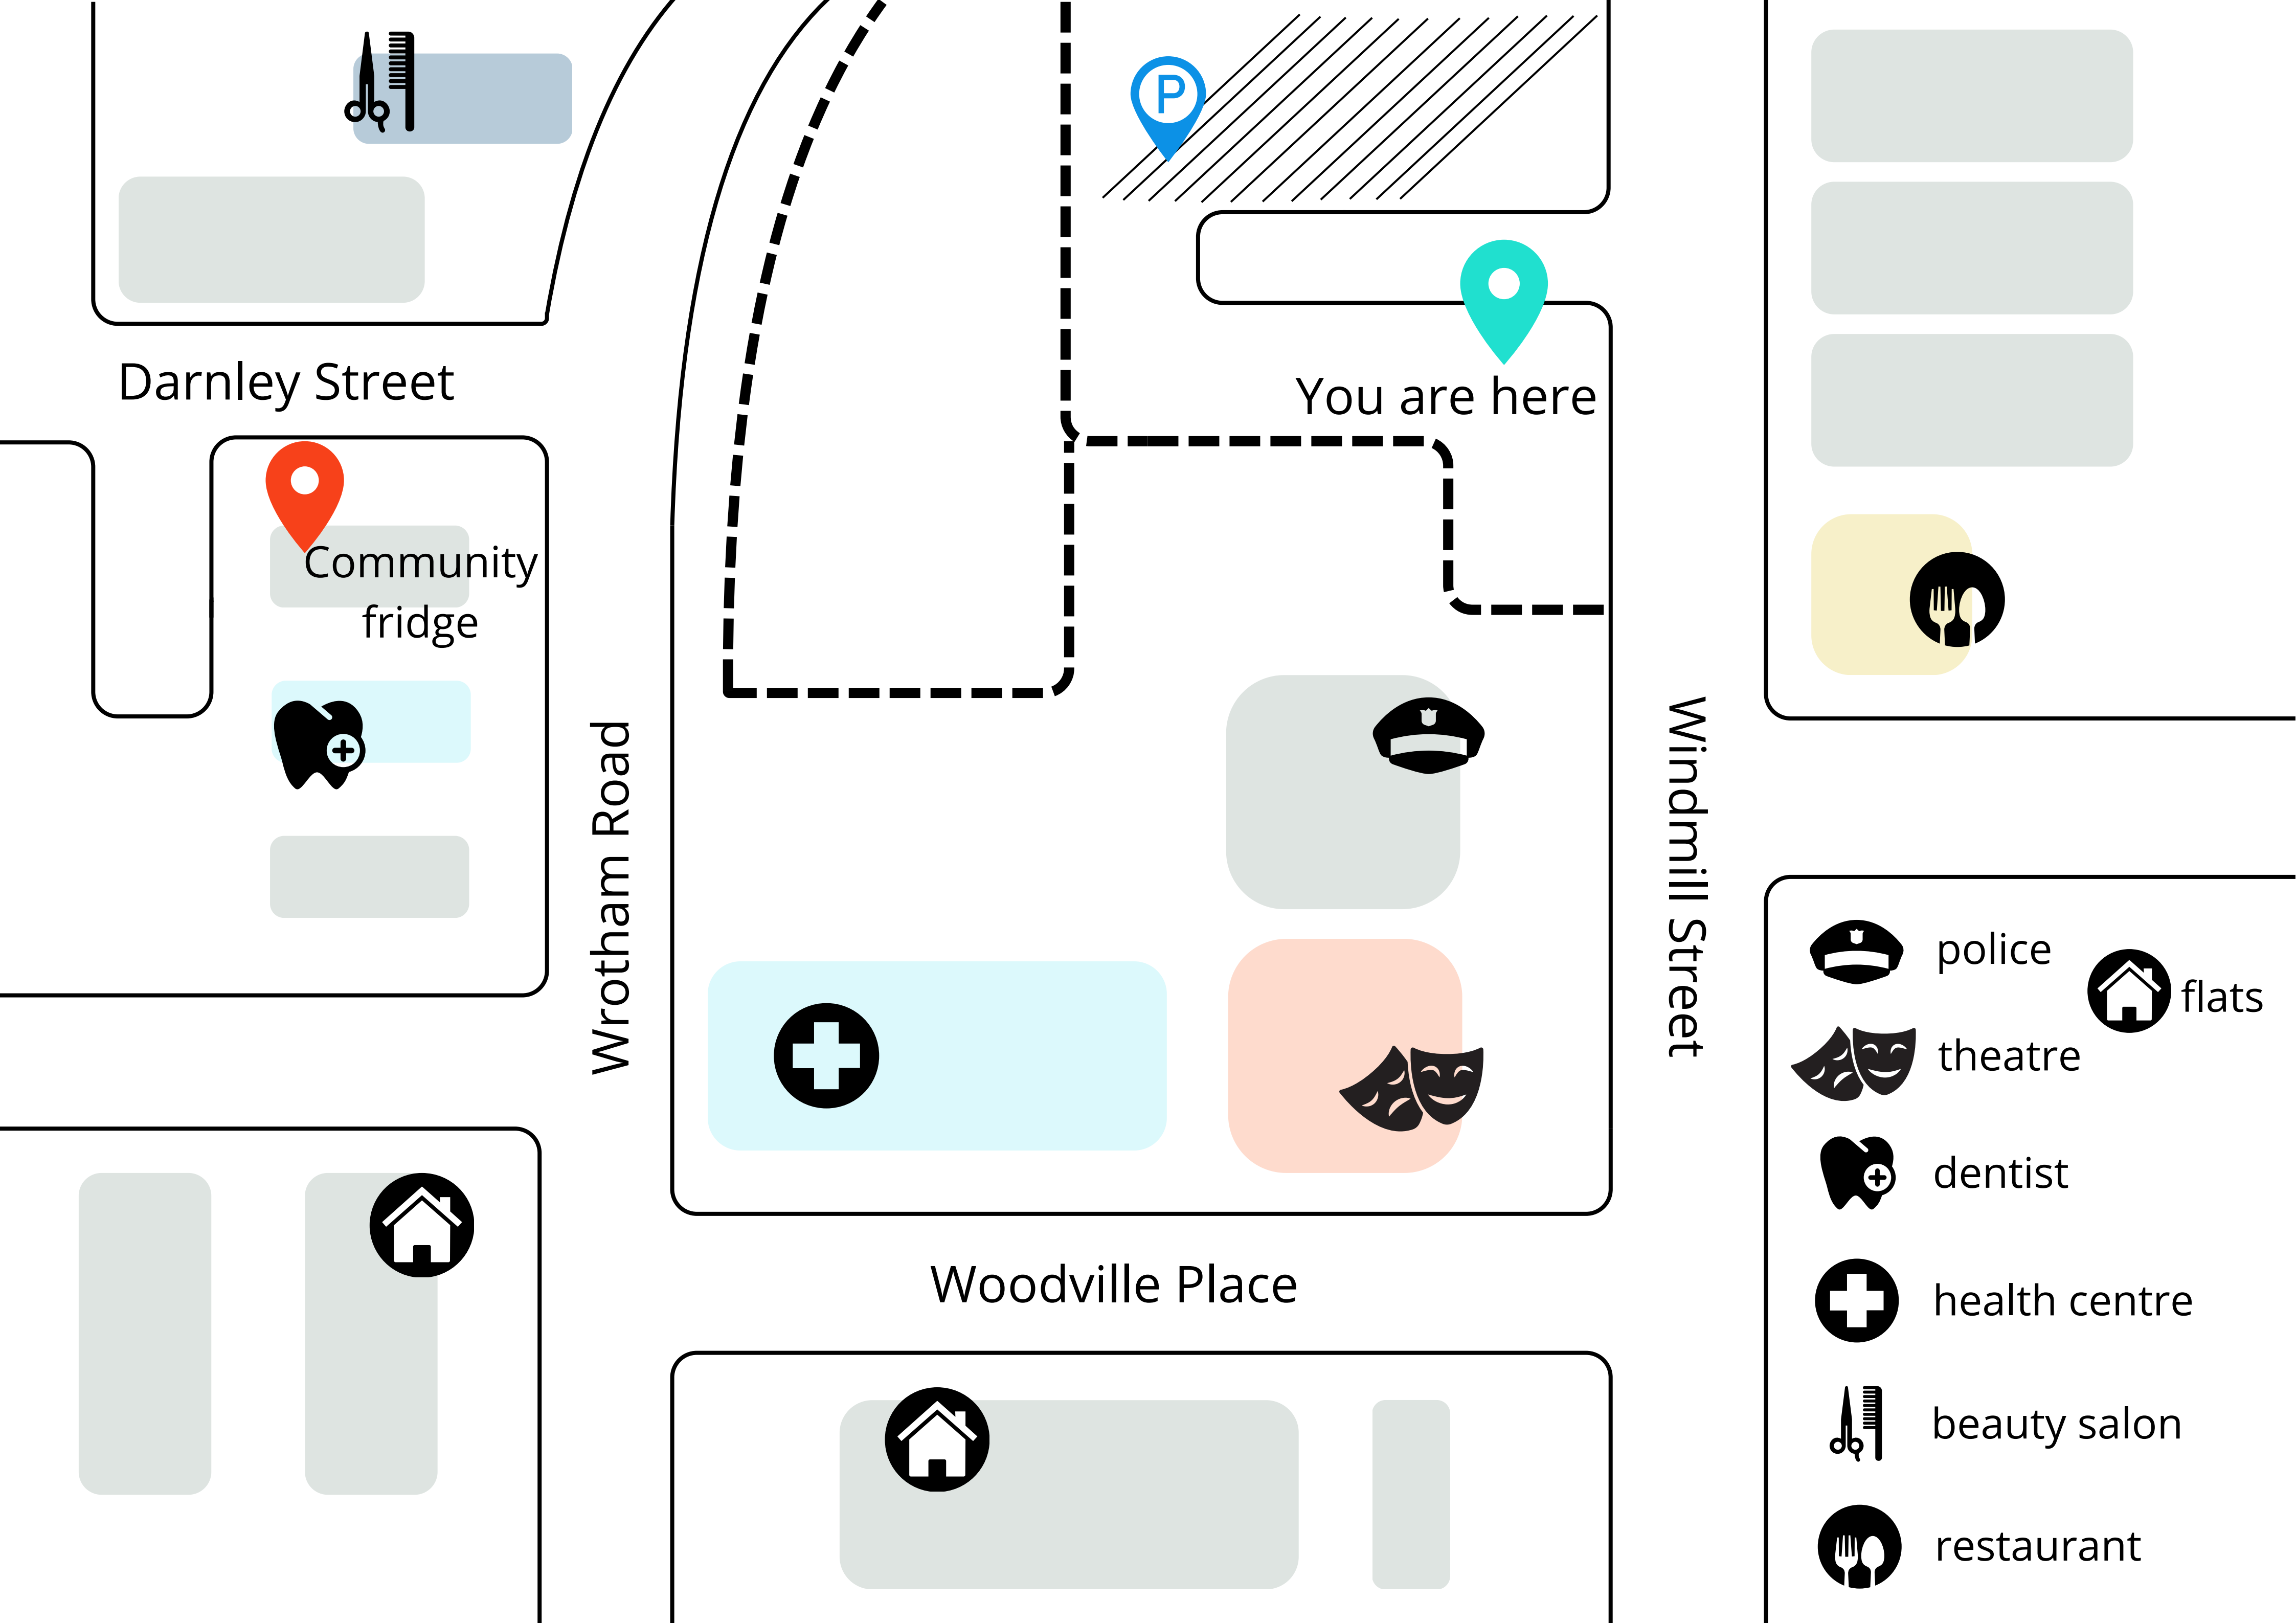 P
You are here
Darnley Street
Community
fridge
Wrotham Road
Windmill Street
Woodville Place
police
flats
theatre
dentist
health centre
beauty salon
restaurant